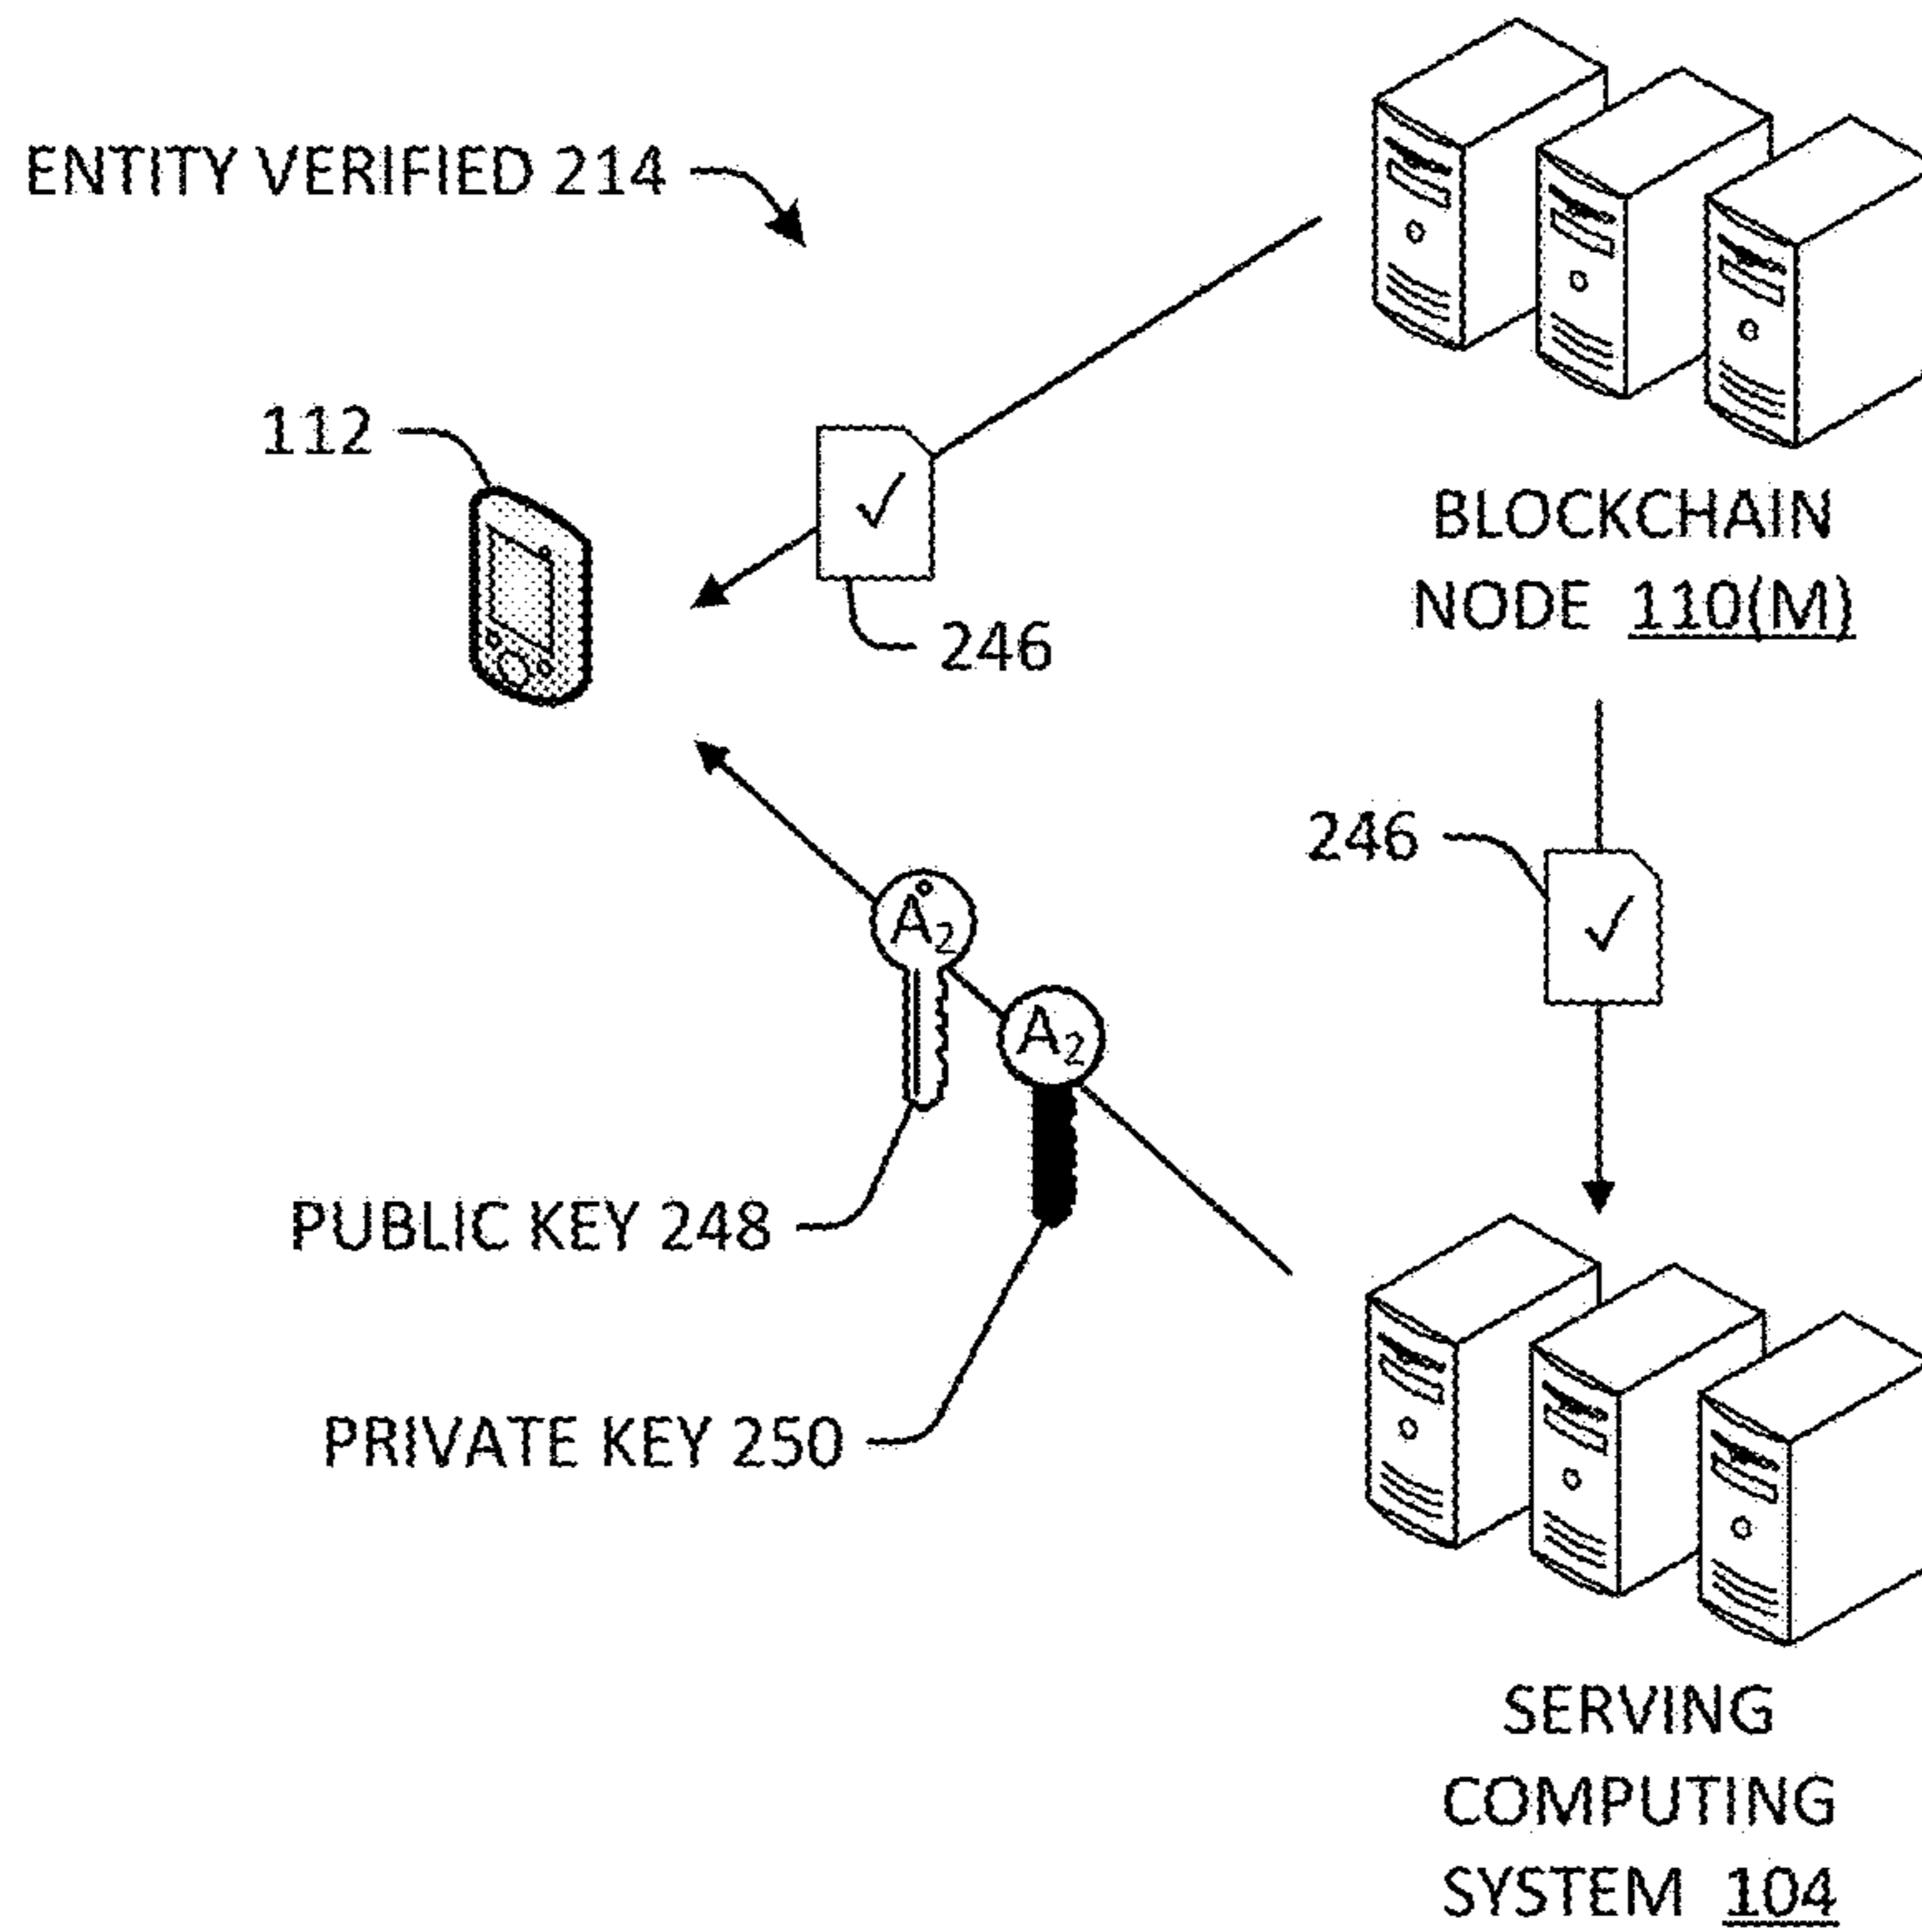 ENTITY VERIFIED 214
112
246
BLOCKCHAIN
NODE 110(M)
246
A2
A2
PUBLIC KEY 248
PRIVATE KEY 250
SERVING
COMPUTING
SYSTEM 104